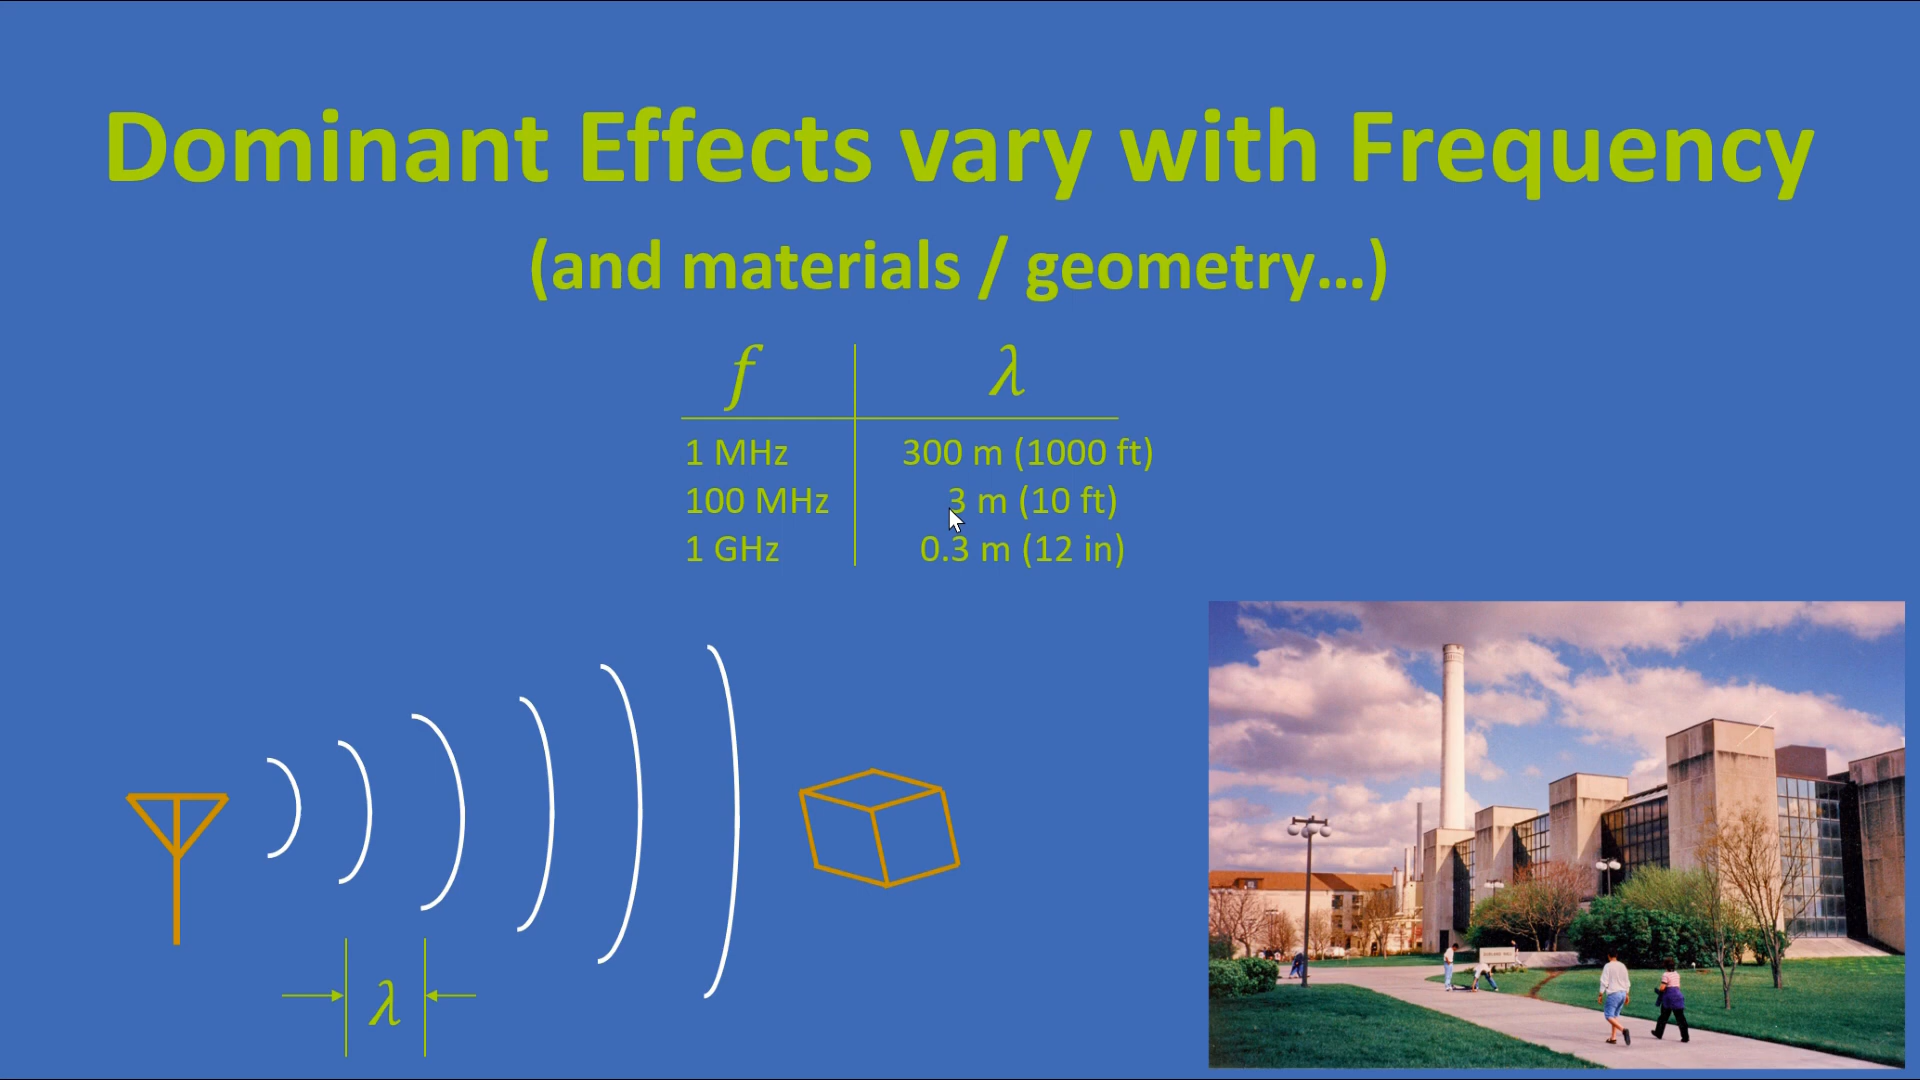 Dominant Effects vary with Frequency
(and materials / geometry...)
f λ
1 MHz 300 m (1000 ft)
100 MHz 3 m (10 ft)
1 GHz 0.3 m (12 in)
λ